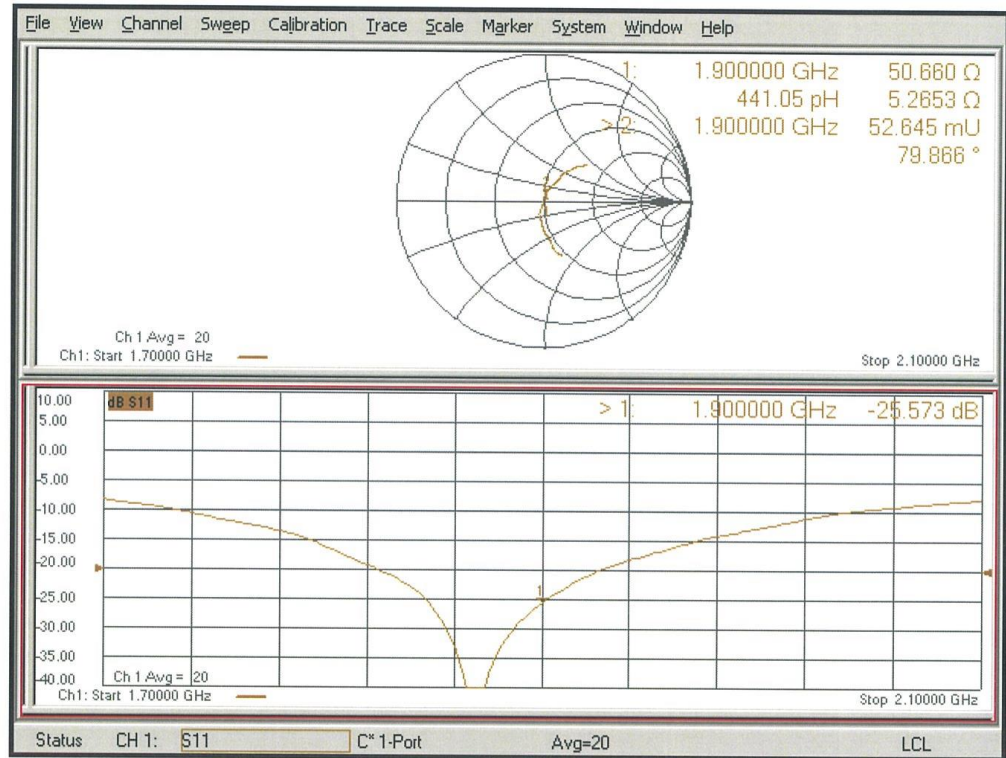 File View Channel Sweep Calibration Trace Scale Marker System Window Help
1: 1.900000 GHz 50.660 Ω
441.05 pH 5.2653 Ω
> 2: 1.900000 GHz 52.645 mU
79.866 °
Ch 1 Avg = 20
Ch1: Start 1.70000 GHz
Stop 2.10000 GHz
10.00
dB S11
> 1: 1.900000 GHz -25.573 dB
5.00
0.00
-5.00
-10.00
-15.00
-20.00
-25.00
1
-30.00
-35.00
-40.00
Ch 1 Avg = 20
Ch1: Start 1.70000 GHz
Stop 2.10000 GHz
Status CH 1: S11 C* 1-Port Avg=20 LCL